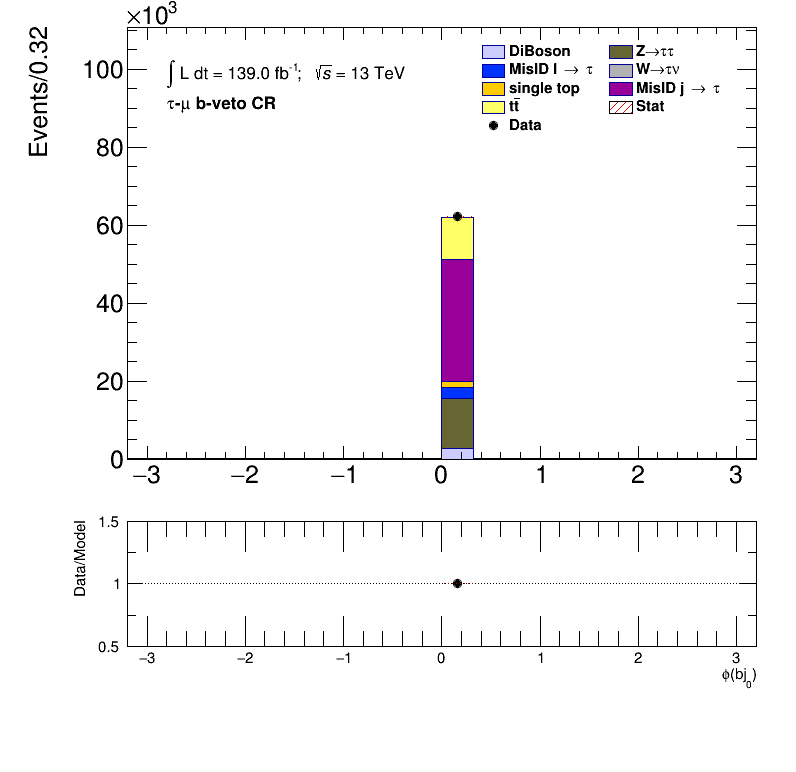 ×10³
Events/0.32
∫ L dt = 139.0 fb⁻¹; √s = 13 TeV
τ-μ b-veto CR
DiBoson
MisID l → τ
single top
tt̄
Data
Z→ττ
W→τν
MisID j → τ
Stat
100
80
60
40
20
0
−3 −2 −1 0 1 2 3
Data/Model
1.5
1
0.5
−3 −2 −1 0 1 2 3
ϕ(bj₀)